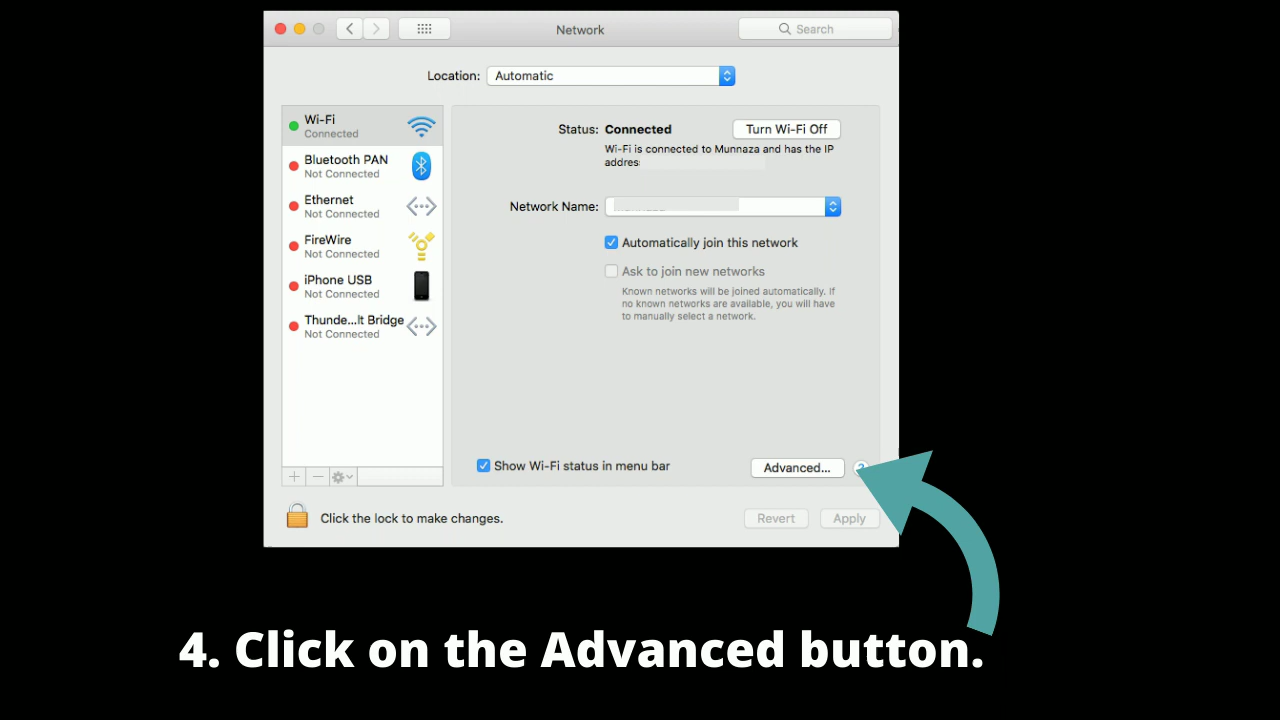 Network
Search
Location: Automatic
Wi-Fi
Connected
Bluetooth PAN
Not Connected
Ethernet
Not Connected
FireWire
Not Connected
iPhone USB
Not Connected
Thunde...lt Bridge
Not Connected
Status: Connected
Turn Wi-Fi Off
Wi-Fi is connected to Munnaza and has the IP
addres
Network Name:
Automatically join this network
Ask to join new networks
Known networks will be joined automatically. If
no known networks are available, you will have
to manually select a network.
Show Wi-Fi status in menu bar
Advanced...
?
Click the lock to make changes.
Revert
Apply
4. Click on the Advanced button.